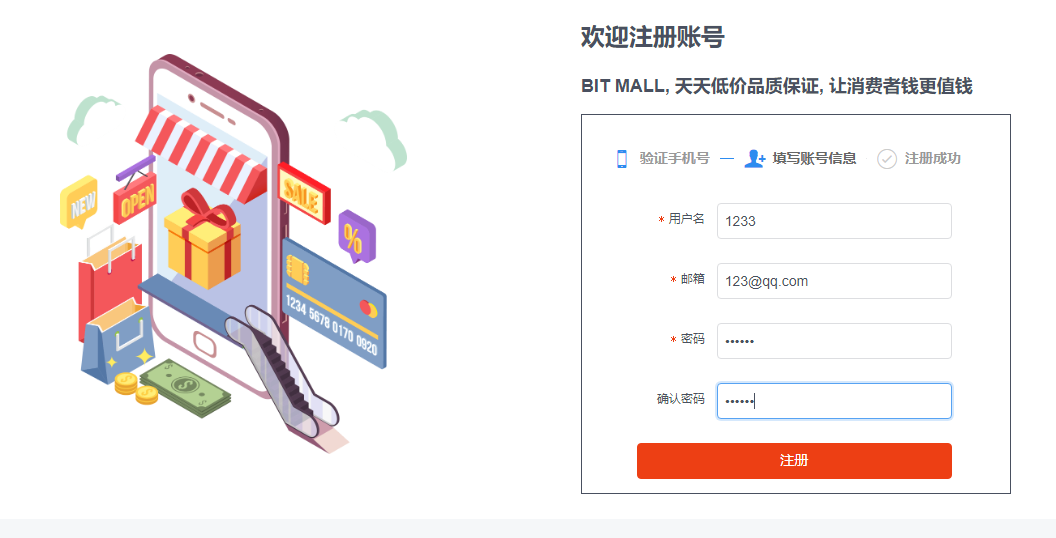 欢迎注册账号
BIT MALL, 天天低价品质保证, 让消费者钱更值钱
验证手机号 填写账号信息 注册成功
* 用户名 1233
* 邮箱 123@qq.com
* 密码 ••••••
确认密码 ••••••
注册
NEW
OPEN
SALE
%
1234 5678 0170 0920